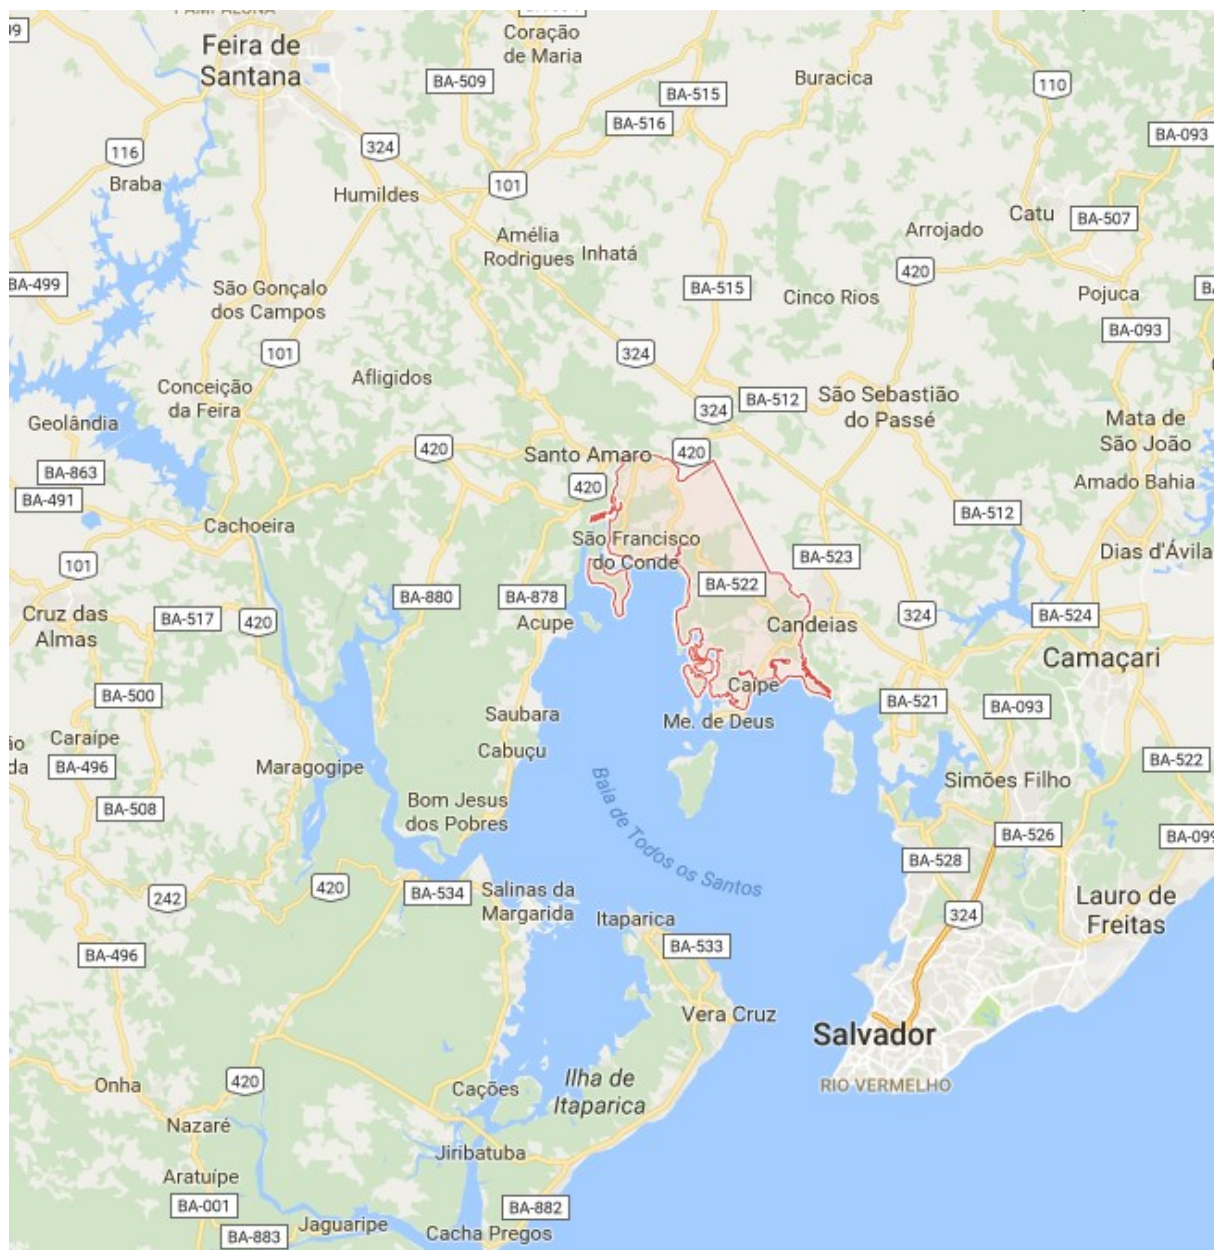 PAMPALONA
Feira de
Santana
Coração
de Maria
BA-509
BA-515
BA-516
Buracica
110
BA-093
116
324
Braba
Humildes
101
Catu
BA-507
Amélia
Rodrigues
Inhatá
Arrojado
420
BA-499
São Gonçalo
dos Campos
BA-515
Cinco Rios
Pojuca
BA-093
101
324
Afligidos
Conceição
da Feira
BA-512
São Sebastião
do Passé
324
Geolândia
Mata de
São João
420
Santo Amaro
420
BA-863
BA-491
420
Amado Bahia
BA-512
Cachoeira
São Francisco
do Conde
BA-523
Dias d'Ávila
101
BA-522
BA-880
BA-878
Cruz das
Almas
BA-517
420
Acupe
Candeias
324
BA-524
Camaçari
BA-500
Caipe
BA-521
BA-093
Saubara
Me. de Deus
ão
da
Caraípe
Cabuçu
BA-496
Maragogipe
BA-522
Simões Filho
BA-508
Bom Jesus
dos Pobres
Baia de Todos os Santos
BA-526
BA-099
BA-528
420
BA-534
242
Salinas da
Margarida
Itaparica
324
Lauro de
Freitas
BA-496
BA-533
Vera Cruz
Salvador
Onha
420
Cações
Ilha de
Itaparica
RIO VERMELHO
Nazaré
Jiribatuba
Aratuípe
BA-001
BA-882
BA-883
Jaguaripe
Cacha Pregos